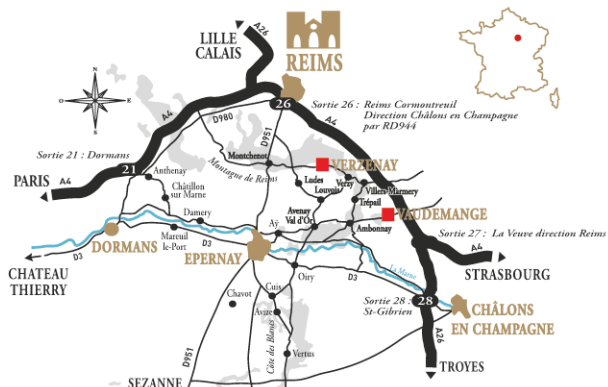 LILLE
CALAIS
A26
REIMS
N
O
E
S
26
Sortie 26 : Reims Cormontreuil
Direction Châlons en Champagne
par RD944
A4
D980
D951
A4
Sortie 21 : Dormans
21
Montchenot
Montagne de Reims
VERZENAY
PARIS
A4
Anthenay
Ludes
Verzy
Villers-Marmery
Châtillon
sur Marne
Louvois
Trépail
Damery
Avenay
Val d'Or
VAUDEMANGE
Aÿ
Ambonnay
DORMANS
Mareuil
le-Port
D3
EPERNAY
Sortie 27 : La Veuve direction Reims
A4
D3
CHATEAU
THIERRY
STRASBOURG
Oiry
D3
La Marne
Chavot
Cuis
Sortie 28 :
St-Gibrien
28
CHÂLONS
EN CHAMPAGNE
Avize
A26
D951
Côte des Blancs
Vertus
TROYES
SEZANNE